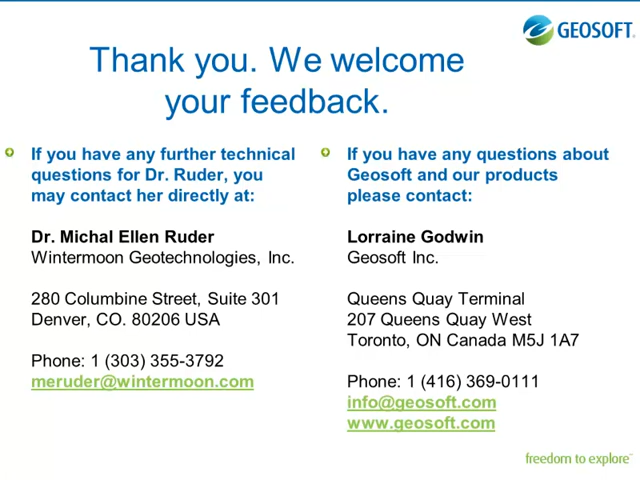 GEOSOFT®
Thank you. We welcome
your feedback.
If you have any further technical
questions for Dr. Ruder, you
may contact her directly at:
Dr. Michal Ellen Ruder
Wintermoon Geotechnologies, Inc.
280 Columbine Street, Suite 301
Denver, CO. 80206 USA
Phone: 1 (303) 355-3792
meruder@wintermoon.com
If you have any questions about
Geosoft and our products
please contact:
Lorraine Godwin
Geosoft Inc.
Queens Quay Terminal
207 Queens Quay West
Toronto, ON Canada M5J 1A7
Phone: 1 (416) 369-0111
info@geosoft.com
www.geosoft.com
freedom to explore™